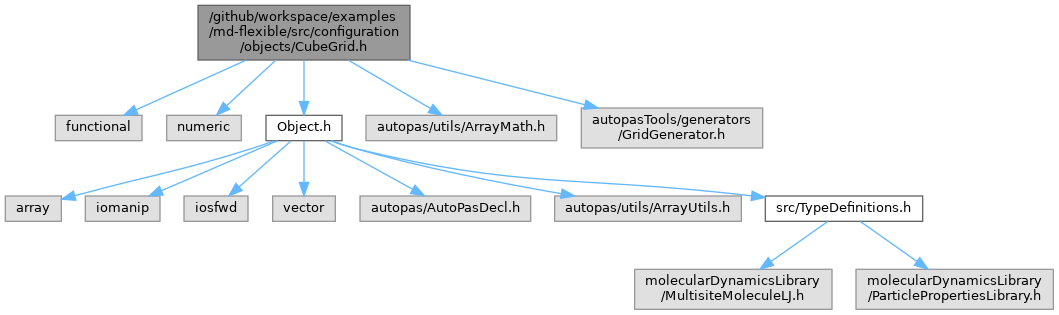 /github/workspace/examples
/md-flexible/src/configuration
/objects/CubeGrid.h
functional
numeric
Object.h
autopas/utils/ArrayMath.h
autopasTools/generators
/GridGenerator.h
array
iomanip
iosfwd
vector
autopas/AutoPasDecl.h
autopas/utils/ArrayUtils.h
src/TypeDefinitions.h
molecularDynamicsLibrary
/MultisiteMoleculeLJ.h
molecularDynamicsLibrary
/ParticlePropertiesLibrary.h